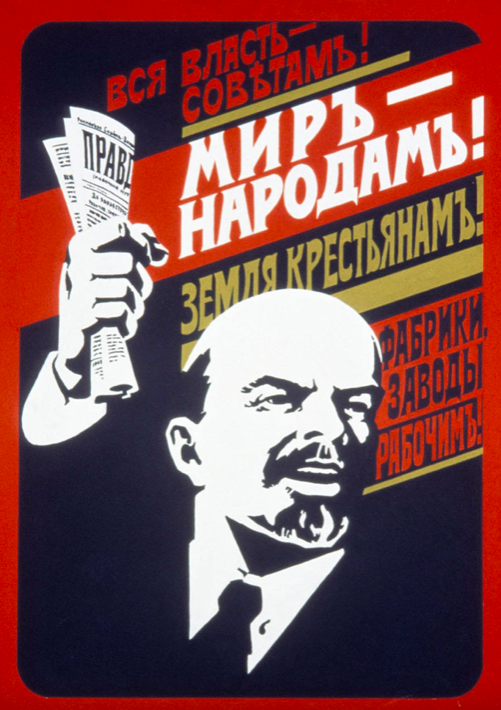 ВСЯ ВЛАСТЬ—
СОВѢТАМЪ!
МИРЪ —
НАРОДАМЪ!
ЗЕМЛЯ КРЕСТЬЯНАМЪ!
ФАБРИКИ,
ЗАВОДЫ
РАБОЧИМЪ!
ПРАВД